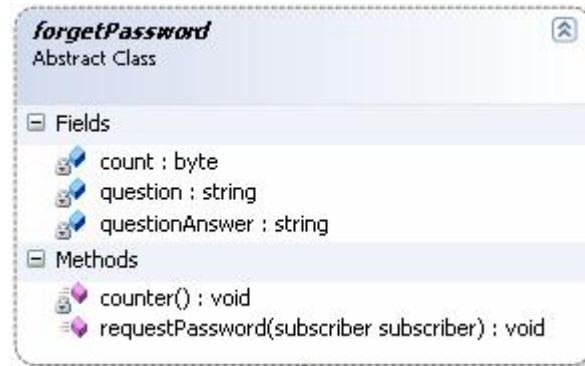 forgetPassword
Abstract Class
Fields
count : byte
question : string
questionAnswer : string
Methods
counter() : void
requestPassword(subscriber subscriber) : void